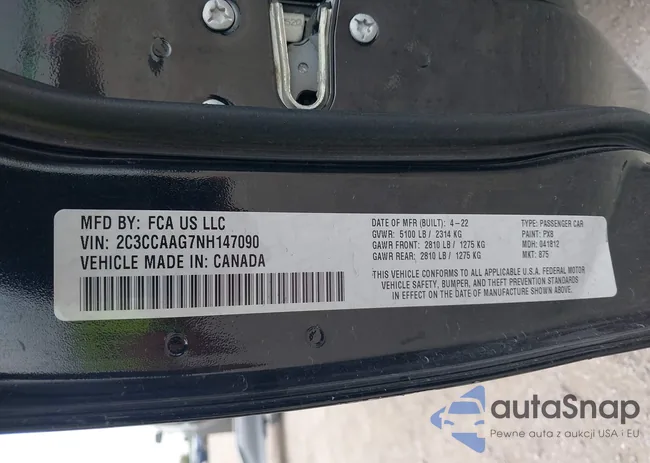 MFD BY: FCA US LLC
VIN: 2C3CCAAG7NH147090
VEHICLE MADE IN: CANADA
DATE OF MFR (BUILT): 4-22
GVWR: 5100 LB / 2314 KG
GAWR FRONT: 2810 LB / 1275 KG
GAWR REAR: 2810 LB / 1275 KG
TYPE: PASSENGER CAR
PAINT: PX8
MDH: 041812
MKT: B75
THIS VEHICLE CONFORMS TO ALL APPLICABLE U.S.A. FEDERAL MOTOR
VEHICLE SAFETY, BUMPER, AND THEFT PREVENTION STANDARDS
IN EFFECT ON THE DATE OF MANUFACTURE SHOWN ABOVE.
autaSnap
Pewne auta z aukcji USA i EU